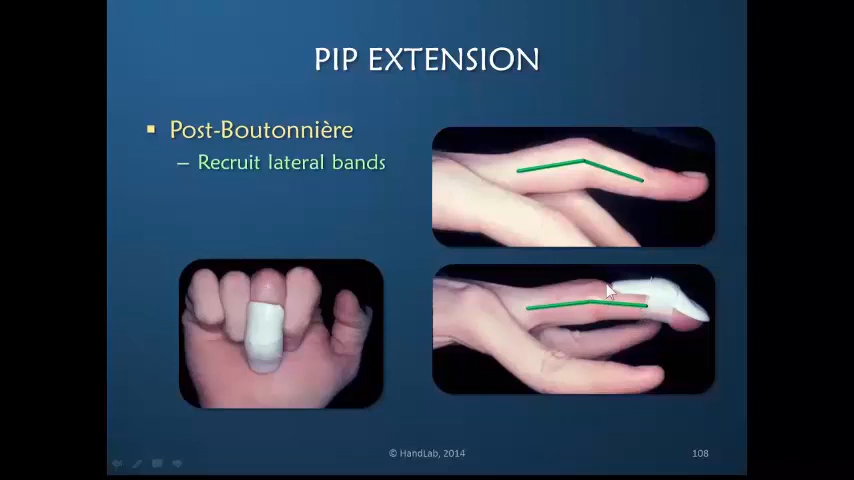 PIP EXTENSION
▪ Post-Boutonnière
– Recruit lateral bands
© HandLab, 2014
108